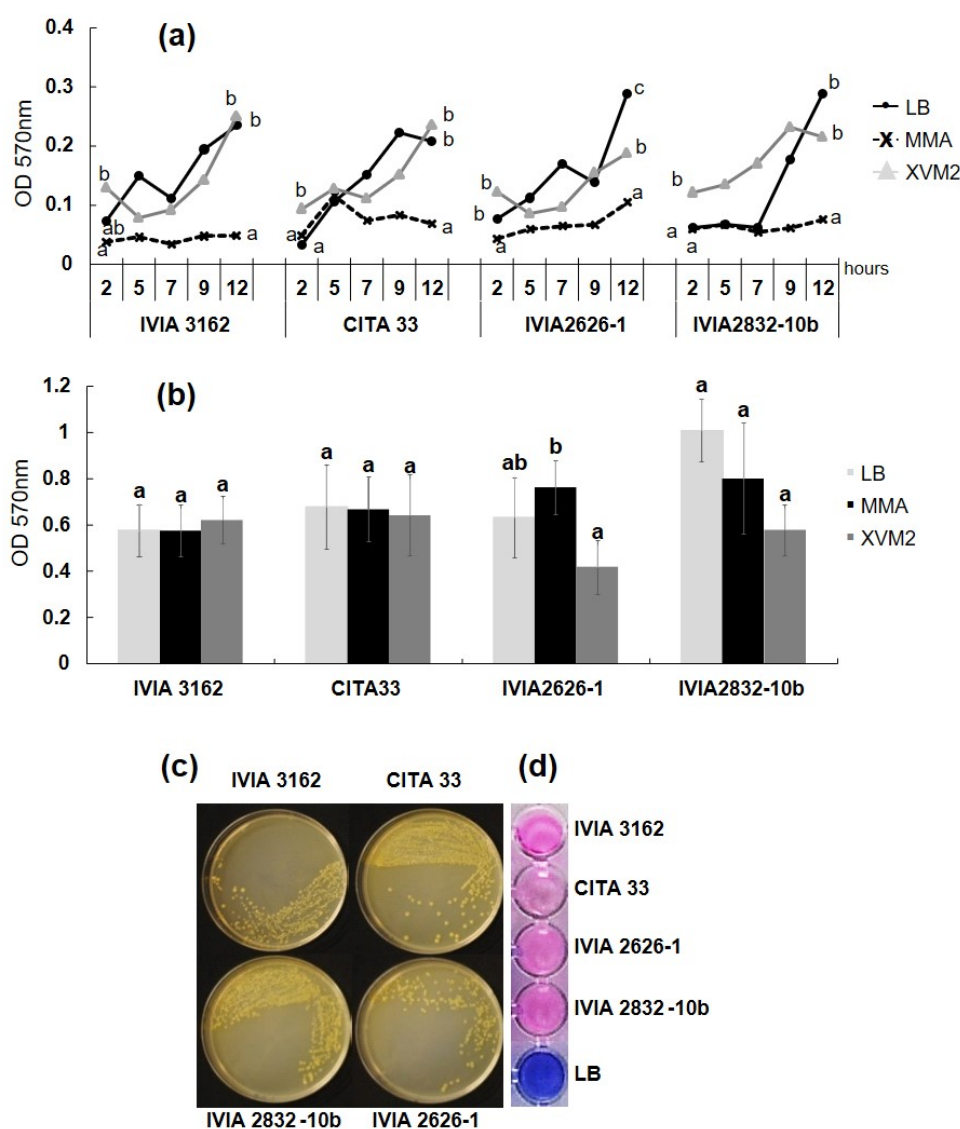 (a)
0.4
0.3
0.2
0.1
0
OD 570nm
b
ab
a
b
b
a
b
a
a
b
b
a
b
b
a
c
b
a
b
a
b
b
a
LB
MMA
XVM2
hours
2 5 7 9 12 2 5 7 9 12 2 5 7 9 12 2 5 7 9 12
IVIA 3162 CITA 33 IVIA2626-1 IVIA2832-10b
(b)
1.2
1
0.8
0.6
0.4
0.2
0
OD 570nm
a a a a a a ab b a a a a
LB
MMA
XVM2
IVIA 3162 CITA33 IVIA2626-1 IVIA2832-10b
(c)
IVIA 3162 CITA 33
IVIA 2832-10b IVIA 2626-1
(d)
IVIA 3162
CITA 33
IVIA 2626-1
IVIA 2832-10b
LB